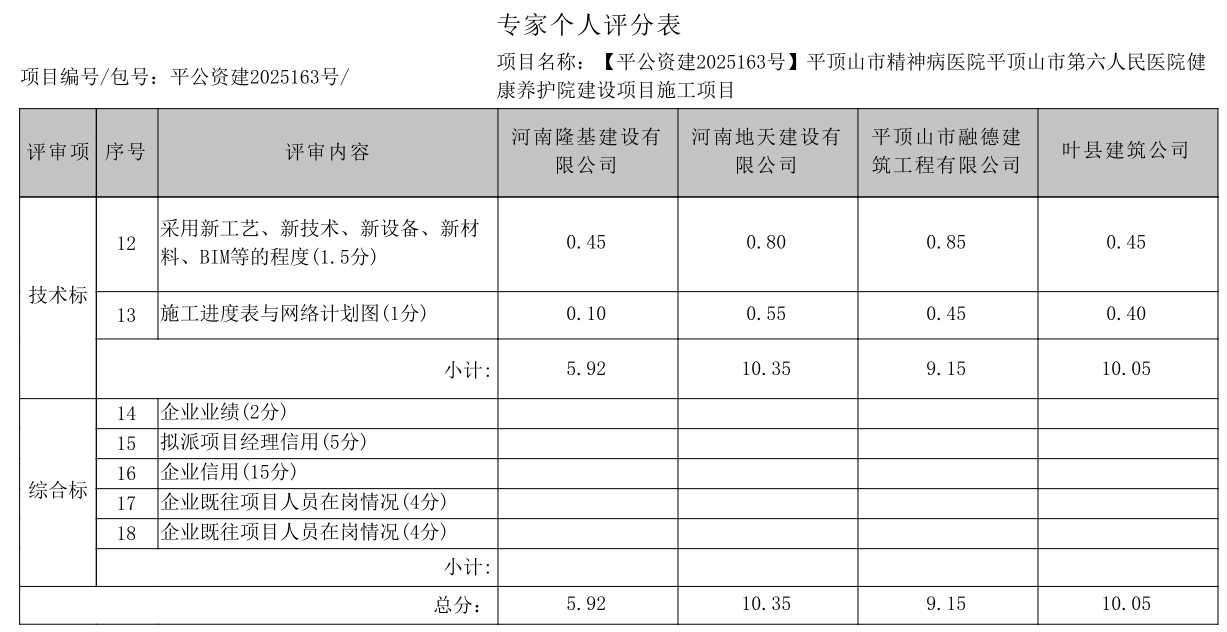 专家个人评分表
项目编号/包号：平公资建2025163号/
项目名称：【平公资建2025163号】平顶山市精神病医院平顶山市第六人民医院健
康养护院建设项目施工项目
评审项 序号 评审内容 河南隆基建设有限公司 河南地天建设有限公司 平顶山市融德建筑工程有限公司 叶县建筑公司
技术标
12 采用新工艺、新技术、新设备、新材料、BIM等的程度(1.5分) 0.45 0.80 0.85 0.45
13 施工进度表与网络计划图(1分) 0.10 0.55 0.45 0.40
小计: 5.92 10.35 9.15 10.05
综合标
14 企业业绩(2分)
15 拟派项目经理信用(5分)
16 企业信用(15分)
17 企业既往项目人员在岗情况(4分)
18 企业既往项目人员在岗情况(4分)
小计:
总分： 5.92 10.35 9.15 10.05